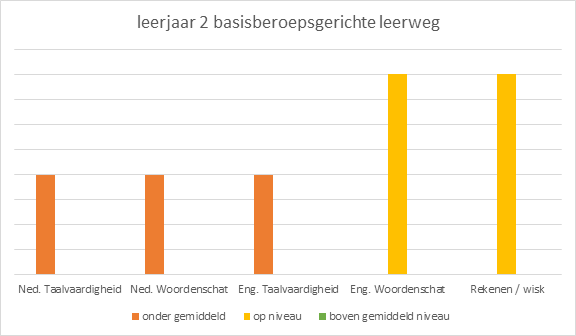 leerjaar 2 basisberoepsgerichte leerweg
Ned. Taalvaardigheid Ned. Woordenschat Eng. Taalvaardigheid Eng. Woordenschat Rekenen / wisk
onder gemiddeld op niveau boven gemiddeld niveau